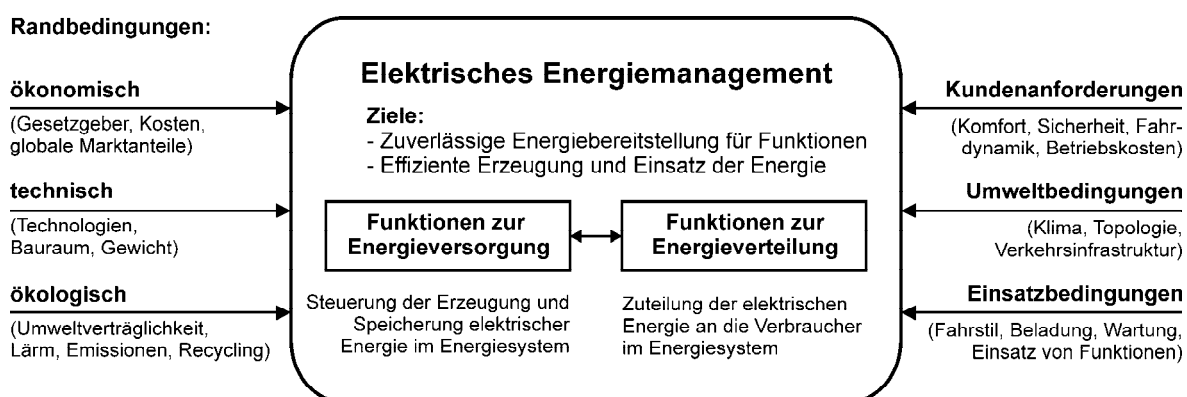 Randbedingungen:
ökonomisch
(Gesetzgeber, Kosten,
globale Marktanteile)
technisch
(Technologien,
Bauraum, Gewicht)
ökologisch
(Umweltverträglichkeit,
Lärm, Emissionen, Recycling)
Elektrisches Energiemanagement
Ziele:
- Zuverlässige Energiebereitstellung für Funktionen
- Effiziente Erzeugung und Einsatz der Energie
Funktionen zur
Energieversorgung
Steuerung der Erzeugung und
Speicherung elektrischer
Energie im Energiesystem
Funktionen zur
Energieverteilung
Zuteilung der elektrischen
Energie an die Verbraucher
im Energiesystem
Kundenanforderungen
(Komfort, Sicherheit, Fahr-
dynamik, Betriebskosten)
Umweltbedingungen
(Klima, Topologie,
Verkehrsinfrastruktur)
Einsatzbedingungen
(Fahrstil, Beladung, Wartung,
Einsatz von Funktionen)